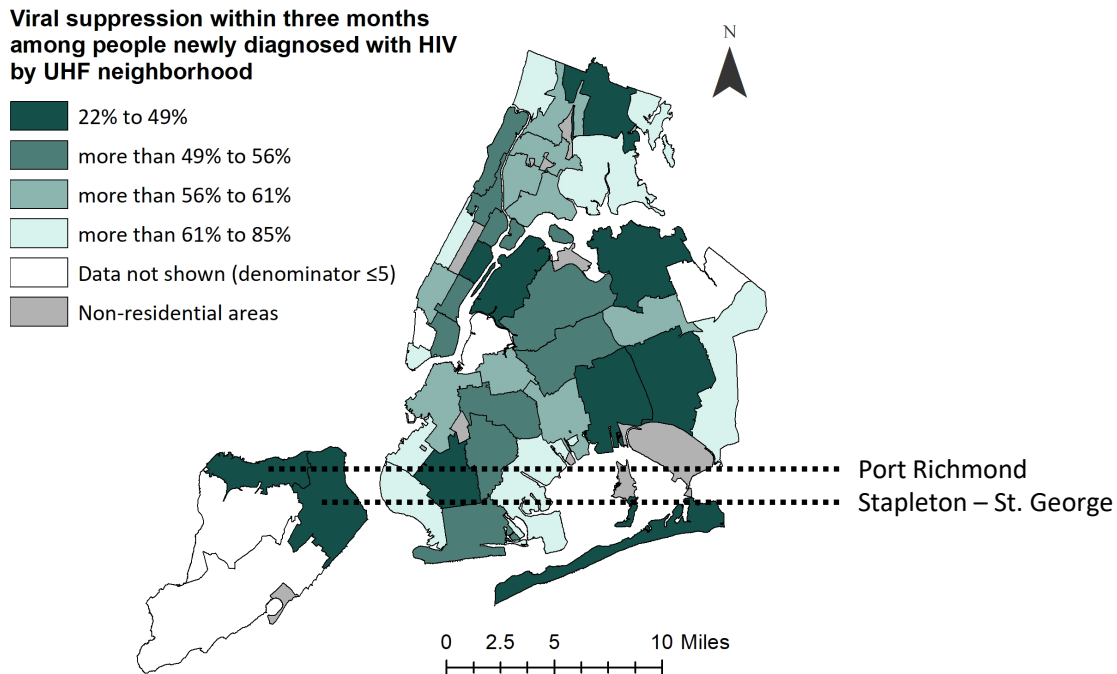 Viral suppression within three months
among people newly diagnosed with HIV
by UHF neighborhood
N
22% to 49%
more than 49% to 56%
more than 56% to 61%
more than 61% to 85%
Data not shown (denominator ≤5)
Non-residential areas
Port Richmond
Stapleton – St. George
0 2.5 5 10 Miles